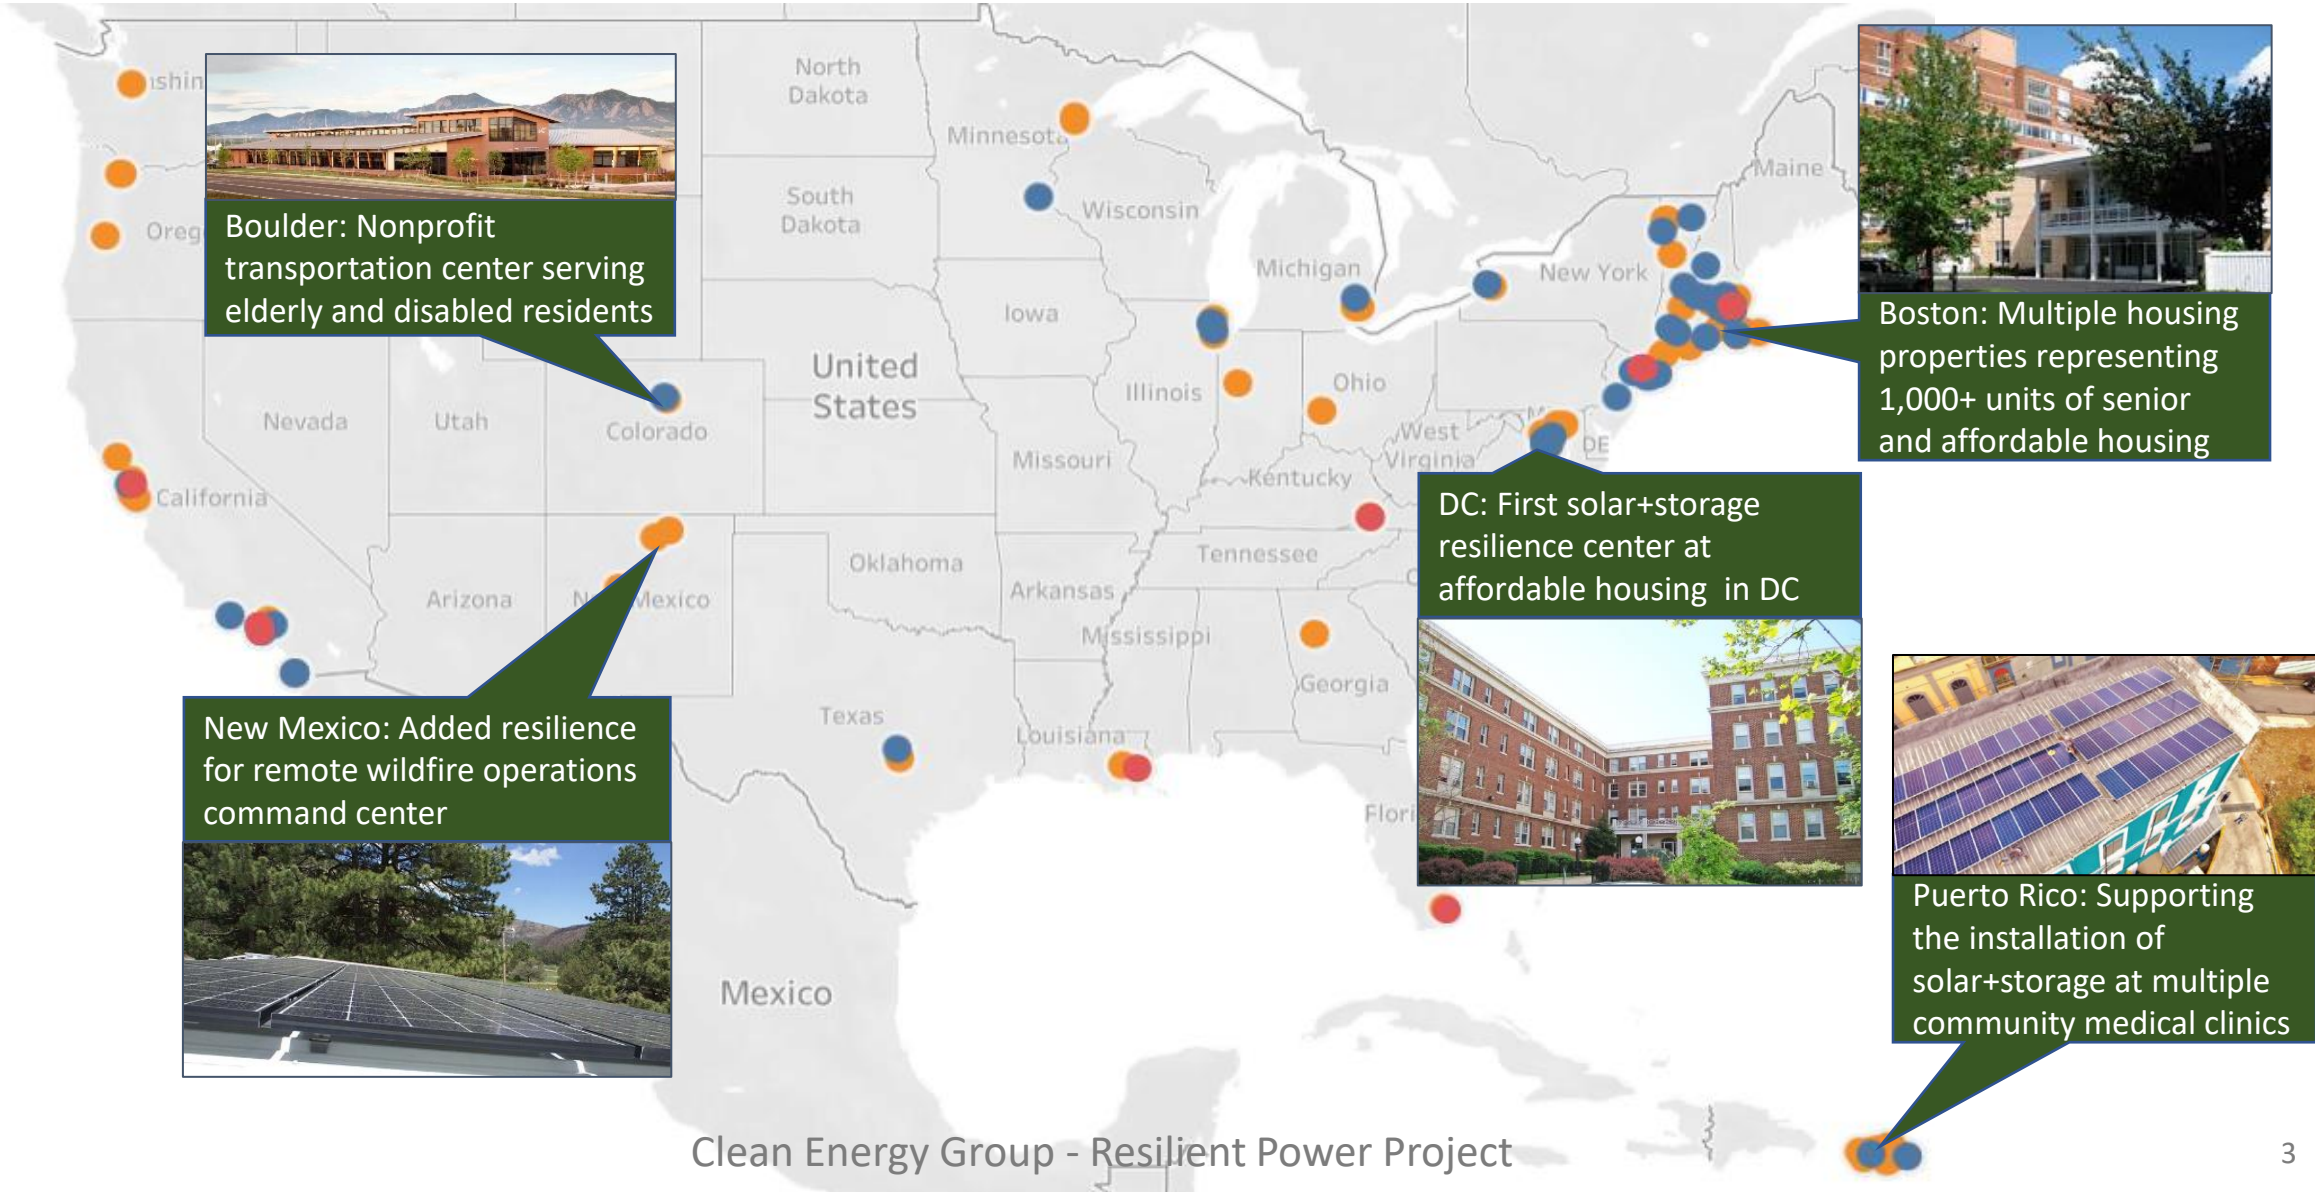 North
Dakota
Minnesota
South
Dakota
Wisconsin
Maine
Michigan
New York
Iowa
United
States
Illinois
Ohio
Nevada
Utah
Colorado
West
Virginia
DE
Missouri
Kentucky
California
Tennessee
Oklahoma
Arkansas
Arizona
Mississippi
Georgia
Texas
Louisiana
Mexico
Boulder: Nonprofit
transportation center serving
elderly and disabled residents
Boston: Multiple housing
properties representing
1,000+ units of senior
and affordable housing
DC: First solar+storage
resilience center at
affordable housing in DC
New Mexico: Added resilience
for remote wildfire operations
command center
Puerto Rico: Supporting
the installation of
solar+storage at multiple
community medical clinics
Clean Energy Group - Resilient Power Project
3